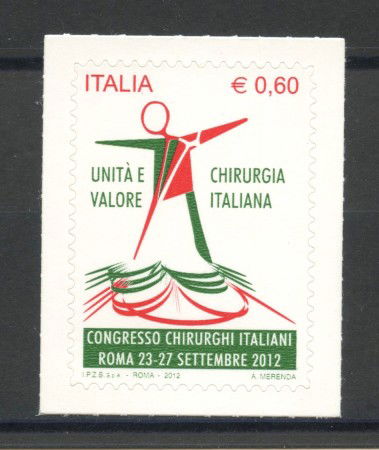 ITALIA € 0,60
UNITÀ E CHIRURGIA
VALORE ITALIANA
CONGRESSO CHIRURGHI ITALIANI
ROMA 23-27 SETTEMBRE 2012
I.P.Z.S. S.p.A. - ROMA - 2012 A. MERENDA